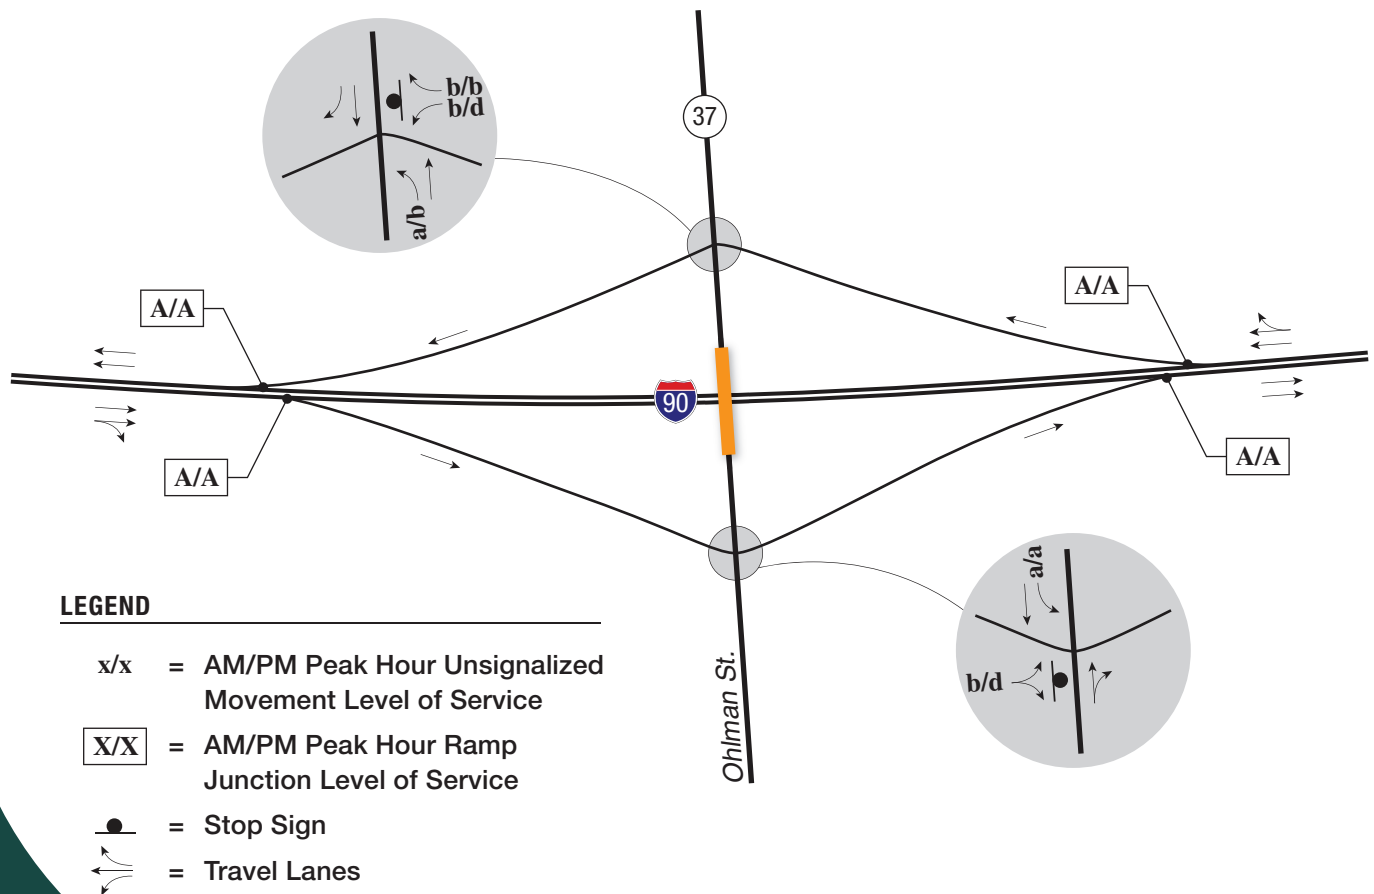 b/b
b/d
a/b
37
A/A
A/A
90
A/A
A/A
a/a
b/d
Ohlman St.
LEGEND
x/x = AM/PM Peak Hour Unsignalized
Movement Level of Service
X/X = AM/PM Peak Hour Ramp
Junction Level of Service
= Stop Sign
= Travel Lanes